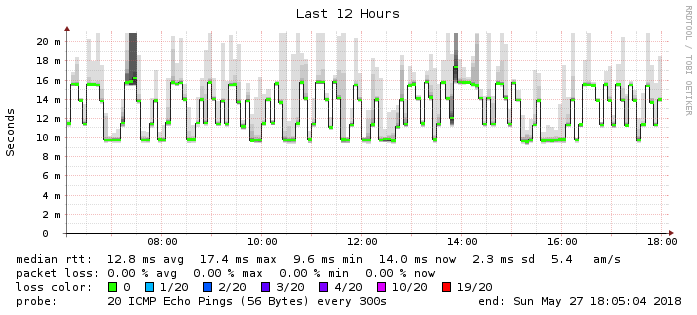 Last 12 Hours
RRDTOOL / TOBI OETIKER
Seconds
20 m
18 m
16 m
14 m
12 m
10 m
8 m
6 m
4 m
2 m
0
08:00 10:00 12:00 14:00 16:00 18:00
median rtt: 12.8 ms avg 17.4 ms max 9.6 ms min 14.0 ms now 2.3 ms sd 5.4 am/s
packet loss: 0.00 % avg 0.00 % max 0.00 % min 0.00 % now
loss color: 0 1/20 2/20 3/20 4/20 10/20 19/20
probe: 20 ICMP Echo Pings (56 Bytes) every 300s end: Sun May 27 18:05:04 2018